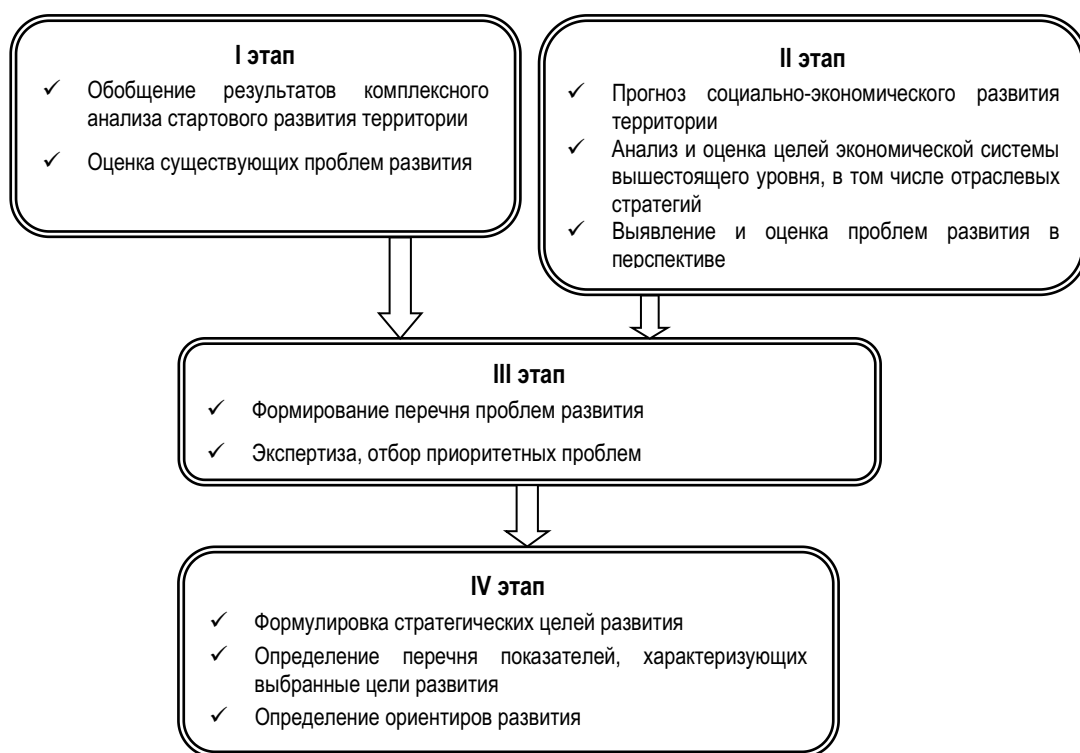 I этап
✓ Обобщение результатов комплексного
анализа стартового развития территории
✓ Оценка существующих проблем развития
II этап
✓ Прогноз социально-экономического развития
территории
✓ Анализ и оценка целей экономической системы
вышестоящего уровня, в том числе отраслевых
стратегий
✓ Выявление и оценка проблем развития в
перспективе
III этап
✓ Формирование перечня проблем развития
✓ Экспертиза, отбор приоритетных проблем
IV этап
✓ Формулировка стратегических целей развития
✓ Определение перечня показателей, характеризующих
выбранные цели развития
✓ Определение ориентиров развития